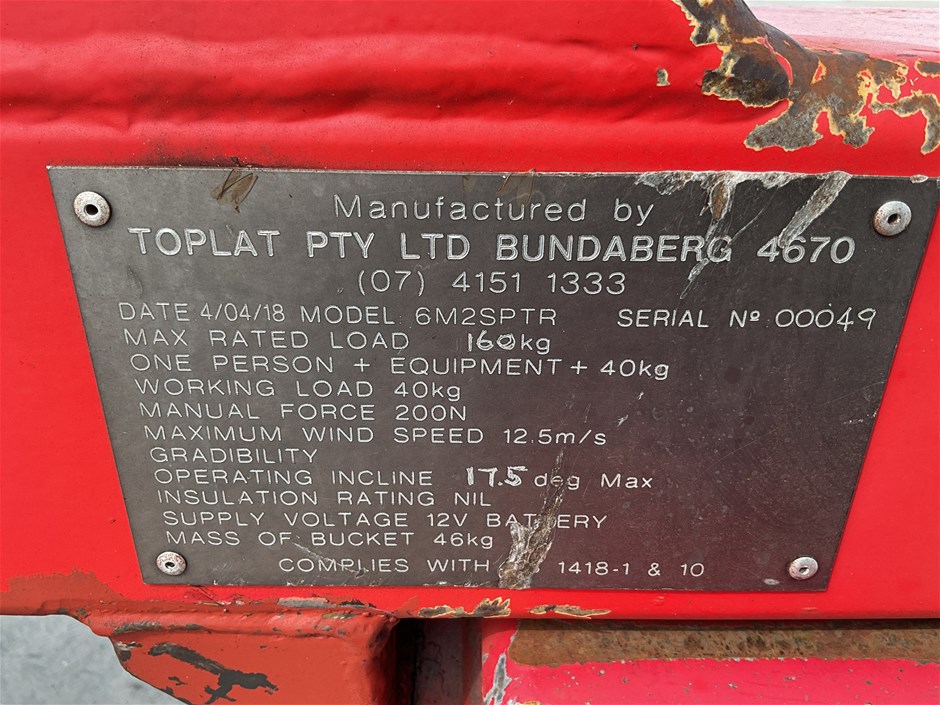 Manufactured by
TOPLAT PTY LTD BUNDABERG 4670
(07) 4151 1333
DATE 4/04/18 MODEL 6M2SPTR SERIAL Nº 00049
MAX RATED LOAD 160kg
ONE PERSON + EQUIPMENT + 40kg
WORKING LOAD 40kg
MANUAL FORCE 200N
MAXIMUM WIND SPEED 12.5m/s
GRADIBILITY
OPERATING INCLINE 17.5 deg Max
INSULATION RATING NIL
SUPPLY VOLTAGE 12V BATTERY
MASS OF BUCKET 46kg
COMPLIES WITH 1418-1 & 10